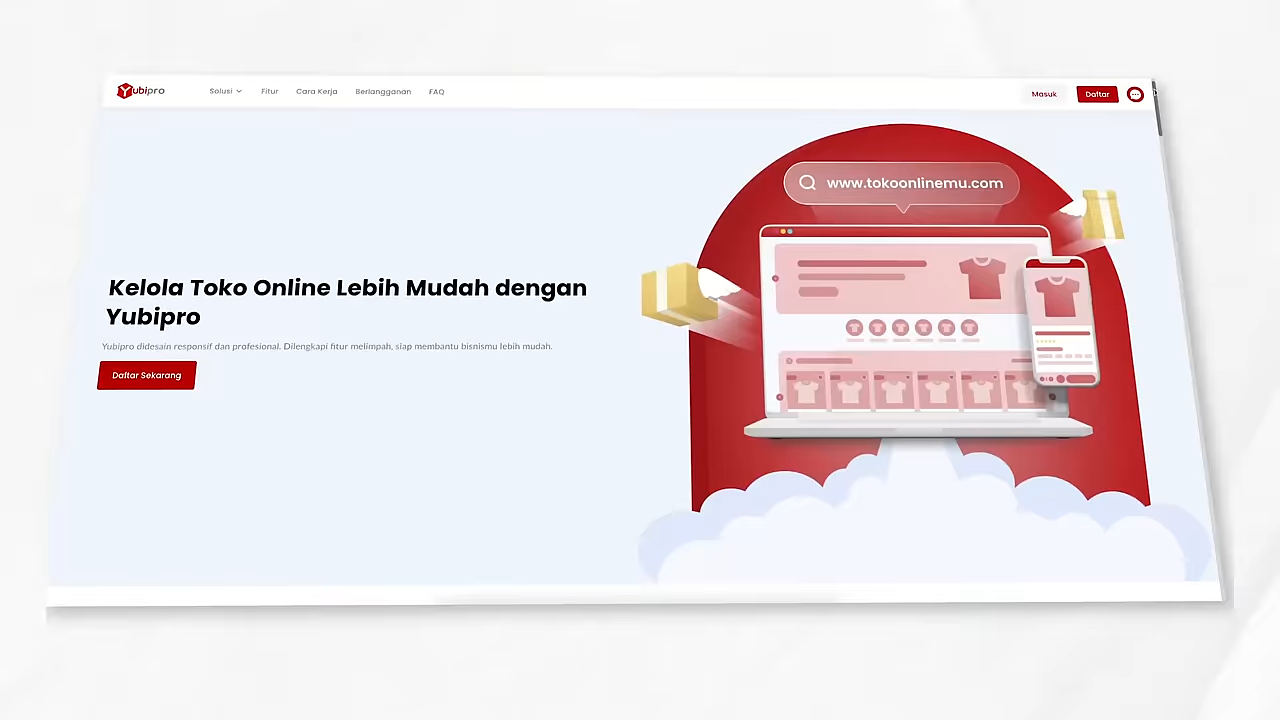 Yubipro
Solusi
Fitur
Cara Kerja
Berlangganan
FAQ
Masuk
Daftar
www.tokoonlinemu.com
Kelola Toko Online Lebih Mudah dengan
Yubipro
Yubipro didesain responsif dan profesional. Dilengkapi fitur melimpah, siap membantu bisnismu lebih mudah.
Daftar Sekarang